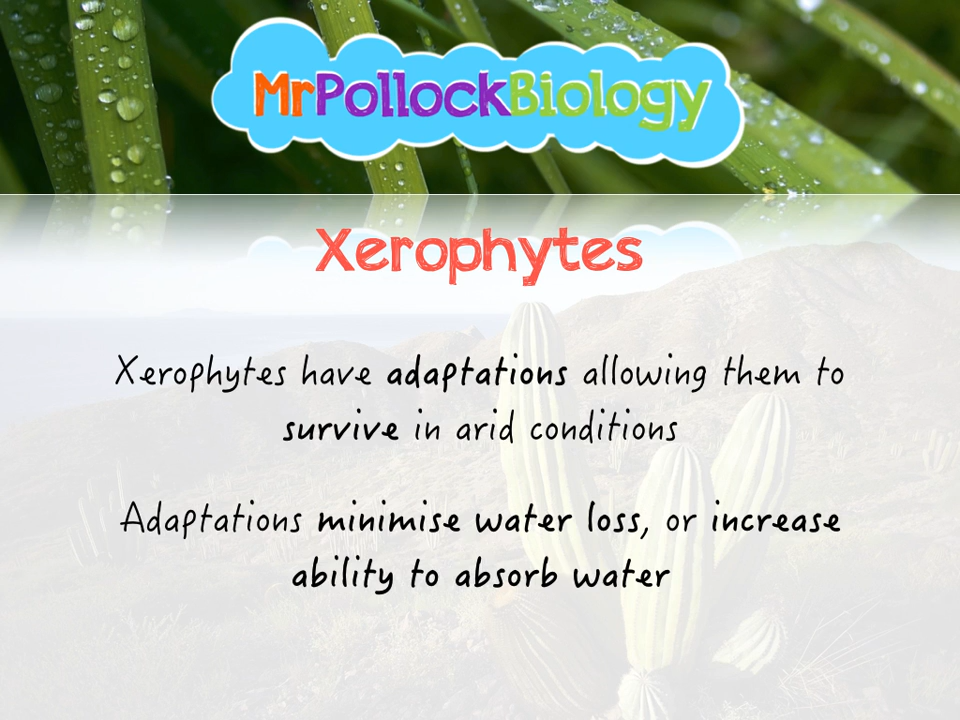 MrPollockBiology
Xerophytes
Xerophytes have adaptations allowing them to
survive in arid conditions
Adaptations minimise water loss, or increase
ability to absorb water